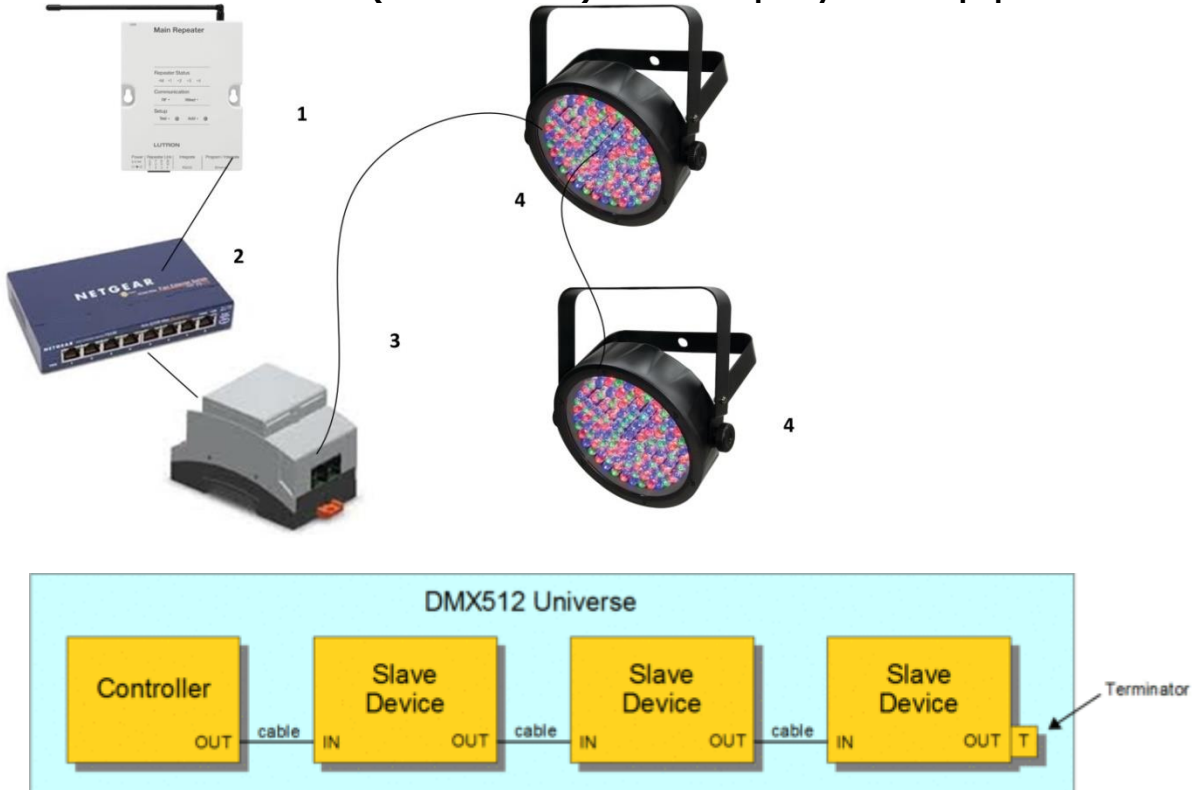 Main Repeater
Repeater Status
Communication
Setup
LUTRON
1
2
NETGEAR
3
4
4
DMX512 Universe
Controller
OUT
cable
IN
Slave
Device
OUT
cable
IN
Slave
Device
OUT
cable
IN
Slave
Device
OUT
T
Terminator